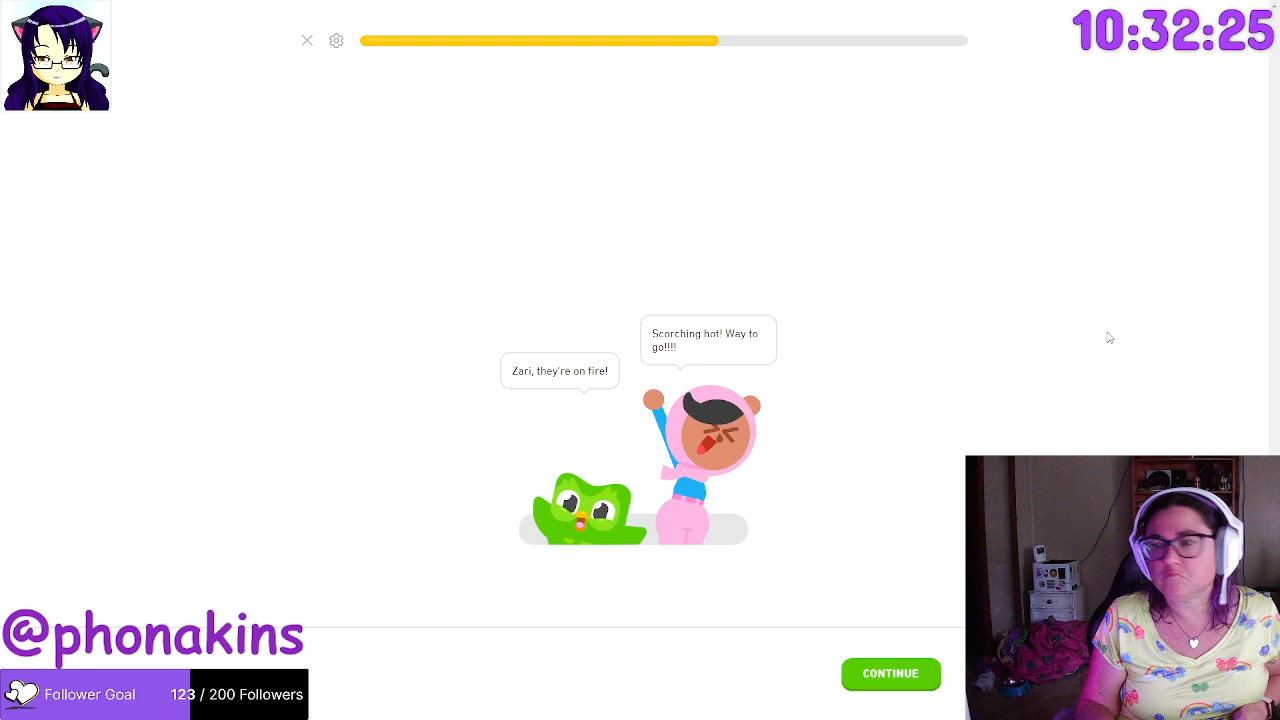 10:32:25
Scorching hot! Way to
go!!!!
Zari, they're on fire!
@phonakins
Follower Goal 123 / 200 Followers
CONTINUE